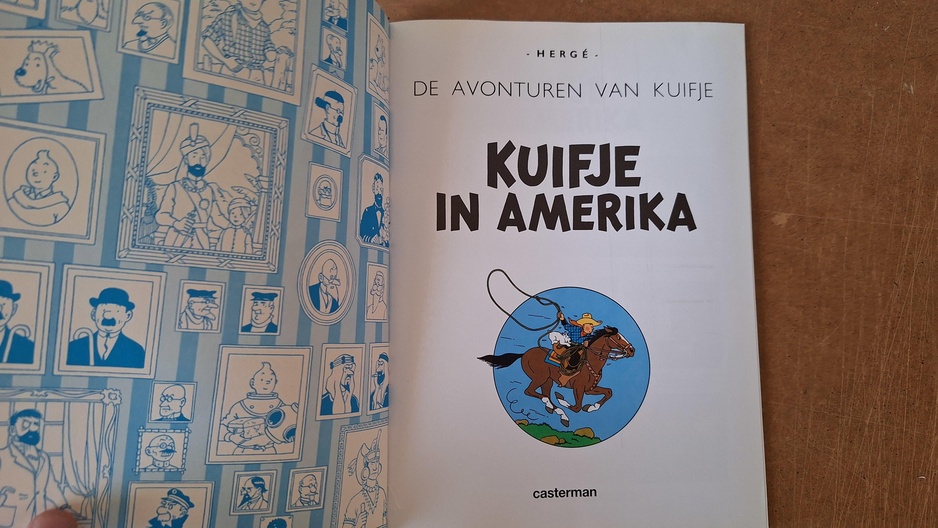 - HERGÉ -
DE AVONTUREN VAN KUIFJE
KUIFJE
IN AMERIKA
casterman